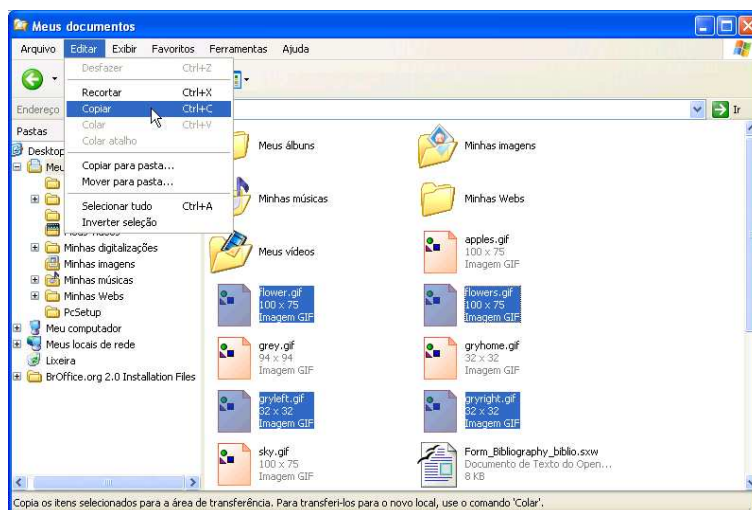 Meus documentos
Arquivo Editar Exibir Favoritos Ferramentas Ajuda
Desfazer Ctrl+Z
Recortar Ctrl+X
Copiar Ctrl+C
Colar Ctrl+V
Colar atalho
Copiar para pasta...
Mover para pasta...
Selecionar tudo Ctrl+A
Inverter seleção
Endereço
Ir
Pastas
Desktop
Minhas digitalizações
Minhas imagens
Minhas músicas
Minhas Webs
PcSetup
Meu computador
Meus locais de rede
Lixeira
BrOffice.org 2.0 Installation Files
Meus álbuns
Minhas imagens
Minhas músicas
Minhas Webs
Meus vídeos
apples.gif
100 x 75
Imagem GIF
flower.gif
100 x 75
Imagem GIF
flowers.gif
100 x 75
Imagem GIF
grey.gif
94 x 94
Imagem GIF
gryhome.gif
32 x 32
Imagem GIF
gryleft.gif
32 x 32
Imagem GIF
gryright.gif
32 x 32
Imagem GIF
sky.gif
100 x 75
Imagem GIF
Form_Bibliography_biblio.sxw
Documento de Texto do Open...
8 KB
Copia os itens selecionados para a área de transferência. Para transferi-los para o novo local, use o comando 'Colar'.